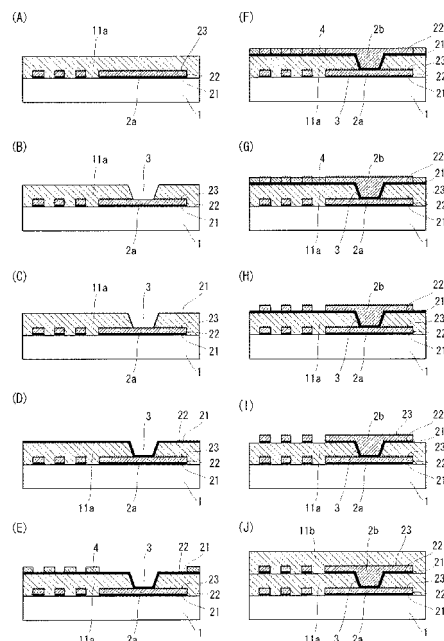 (A)
11a 23
22
21
2a 1
(B)
11a 3
23
22
21
2a 1
(C)
11a 3 21
23
22
21
2a 1
(D)
3 22 21
23
22
21
11a 2a 1
(E)
4 3 22 21
23
22
21
11a 2a 1
(F)
4 2b 22
21
23
22
21
11a 3 2a 1
(G)
4 2b 22
21
23
22
21
11a 3 2a 1
(H)
2b 22
21
23
22
21
11a 3 2a 1
(I)
2b 23 22
21
23
22
21
11a 3 2a 1
(J)
11b 2b 23
22
21
23
22
21
11a 3 2a 1